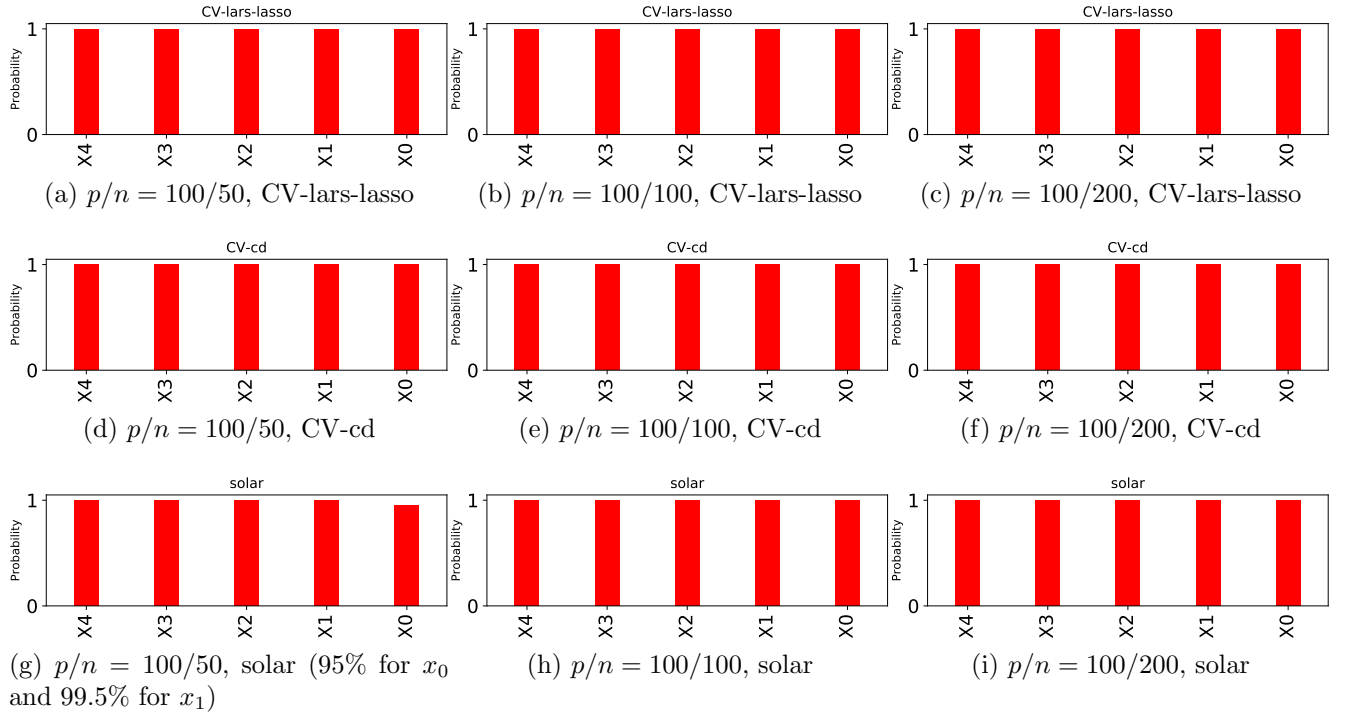 CV-lars-lasso
1
Probability
0
X4 X3 X2 X1 X0
(a) p/n = 100/50, CV-lars-lasso
CV-lars-lasso
1
Probability
0
X4 X3 X2 X1 X0
(b) p/n = 100/100, CV-lars-lasso
CV-lars-lasso
1
Probability
0
X4 X3 X2 X1 X0
(c) p/n = 100/200, CV-lars-lasso
CV-cd
1
Probability
0
X4 X3 X2 X1 X0
(d) p/n = 100/50, CV-cd
CV-cd
1
Probability
0
X4 X3 X2 X1 X0
(e) p/n = 100/100, CV-cd
CV-cd
1
Probability
0
X4 X3 X2 X1 X0
(f) p/n = 100/200, CV-cd
solar
1
Probability
0
X4 X3 X2 X1 X0
(g) p/n = 100/50, solar (95% for x₀
and 99.5% for x₁)
solar
1
Probability
0
X4 X3 X2 X1 X0
(h) p/n = 100/100, solar
solar
1
Probability
0
X4 X3 X2 X1 X0
(i) p/n = 100/200, solar